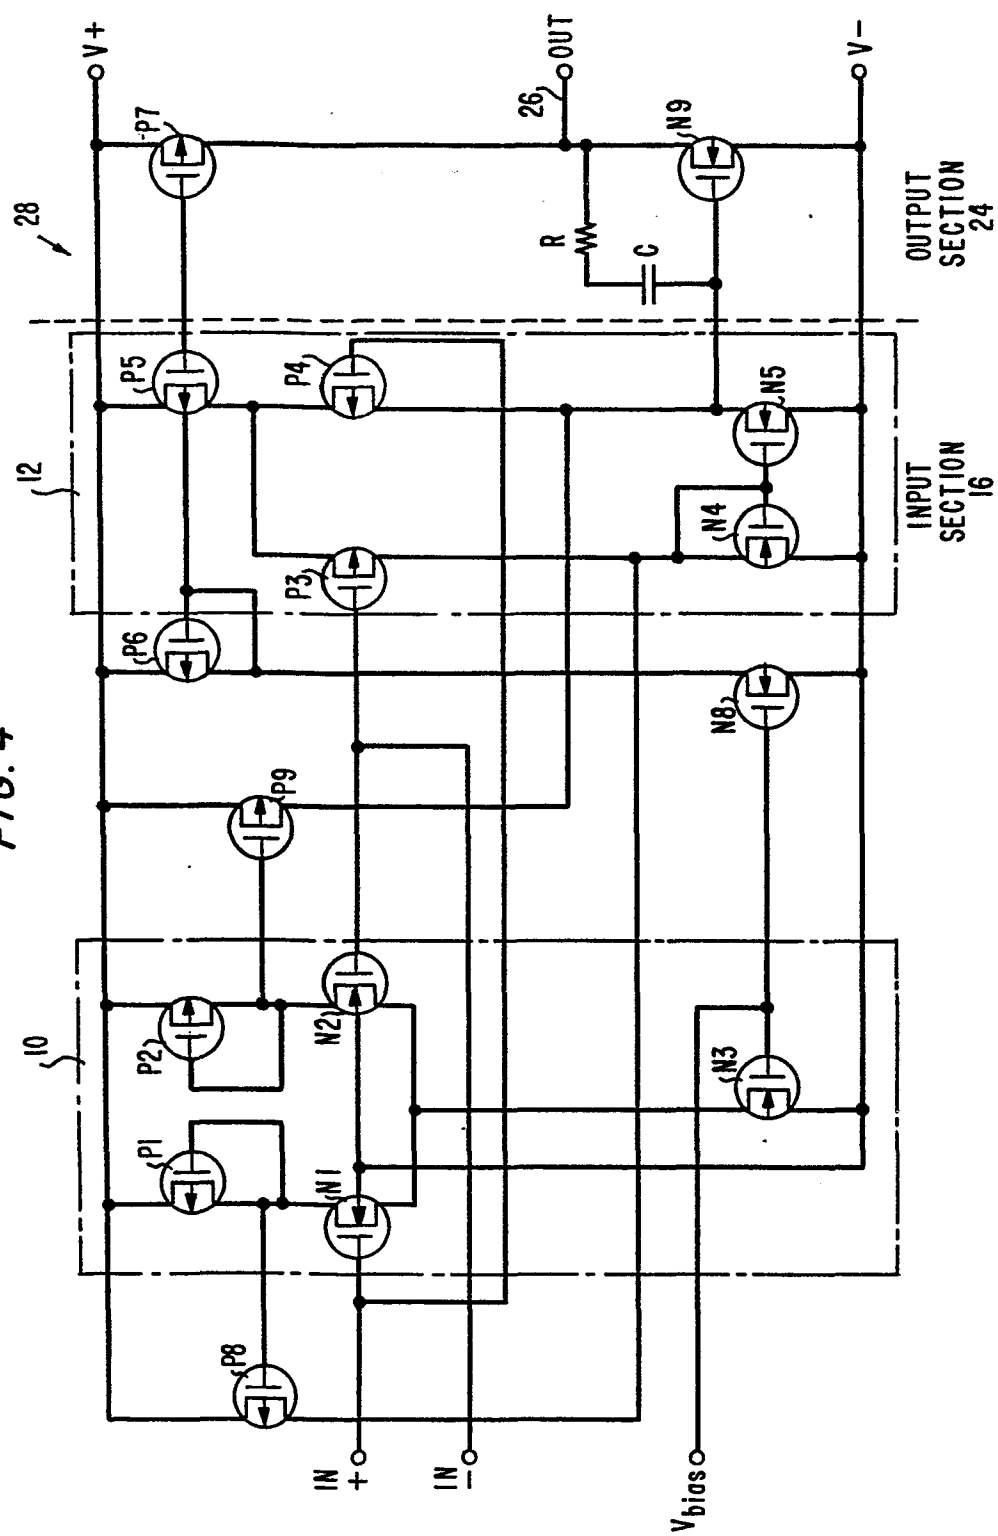 FIG. 4
28
12
10
V+
P7
P5
P6
P4
P3
P9
P2
P1
P8
N2
N1
26
OUT
R
C
N9
N5
N4
N8
N3
IN
+
IN
-
Vbias
V-
INPUT
SECTION
16
OUTPUT
SECTION
24